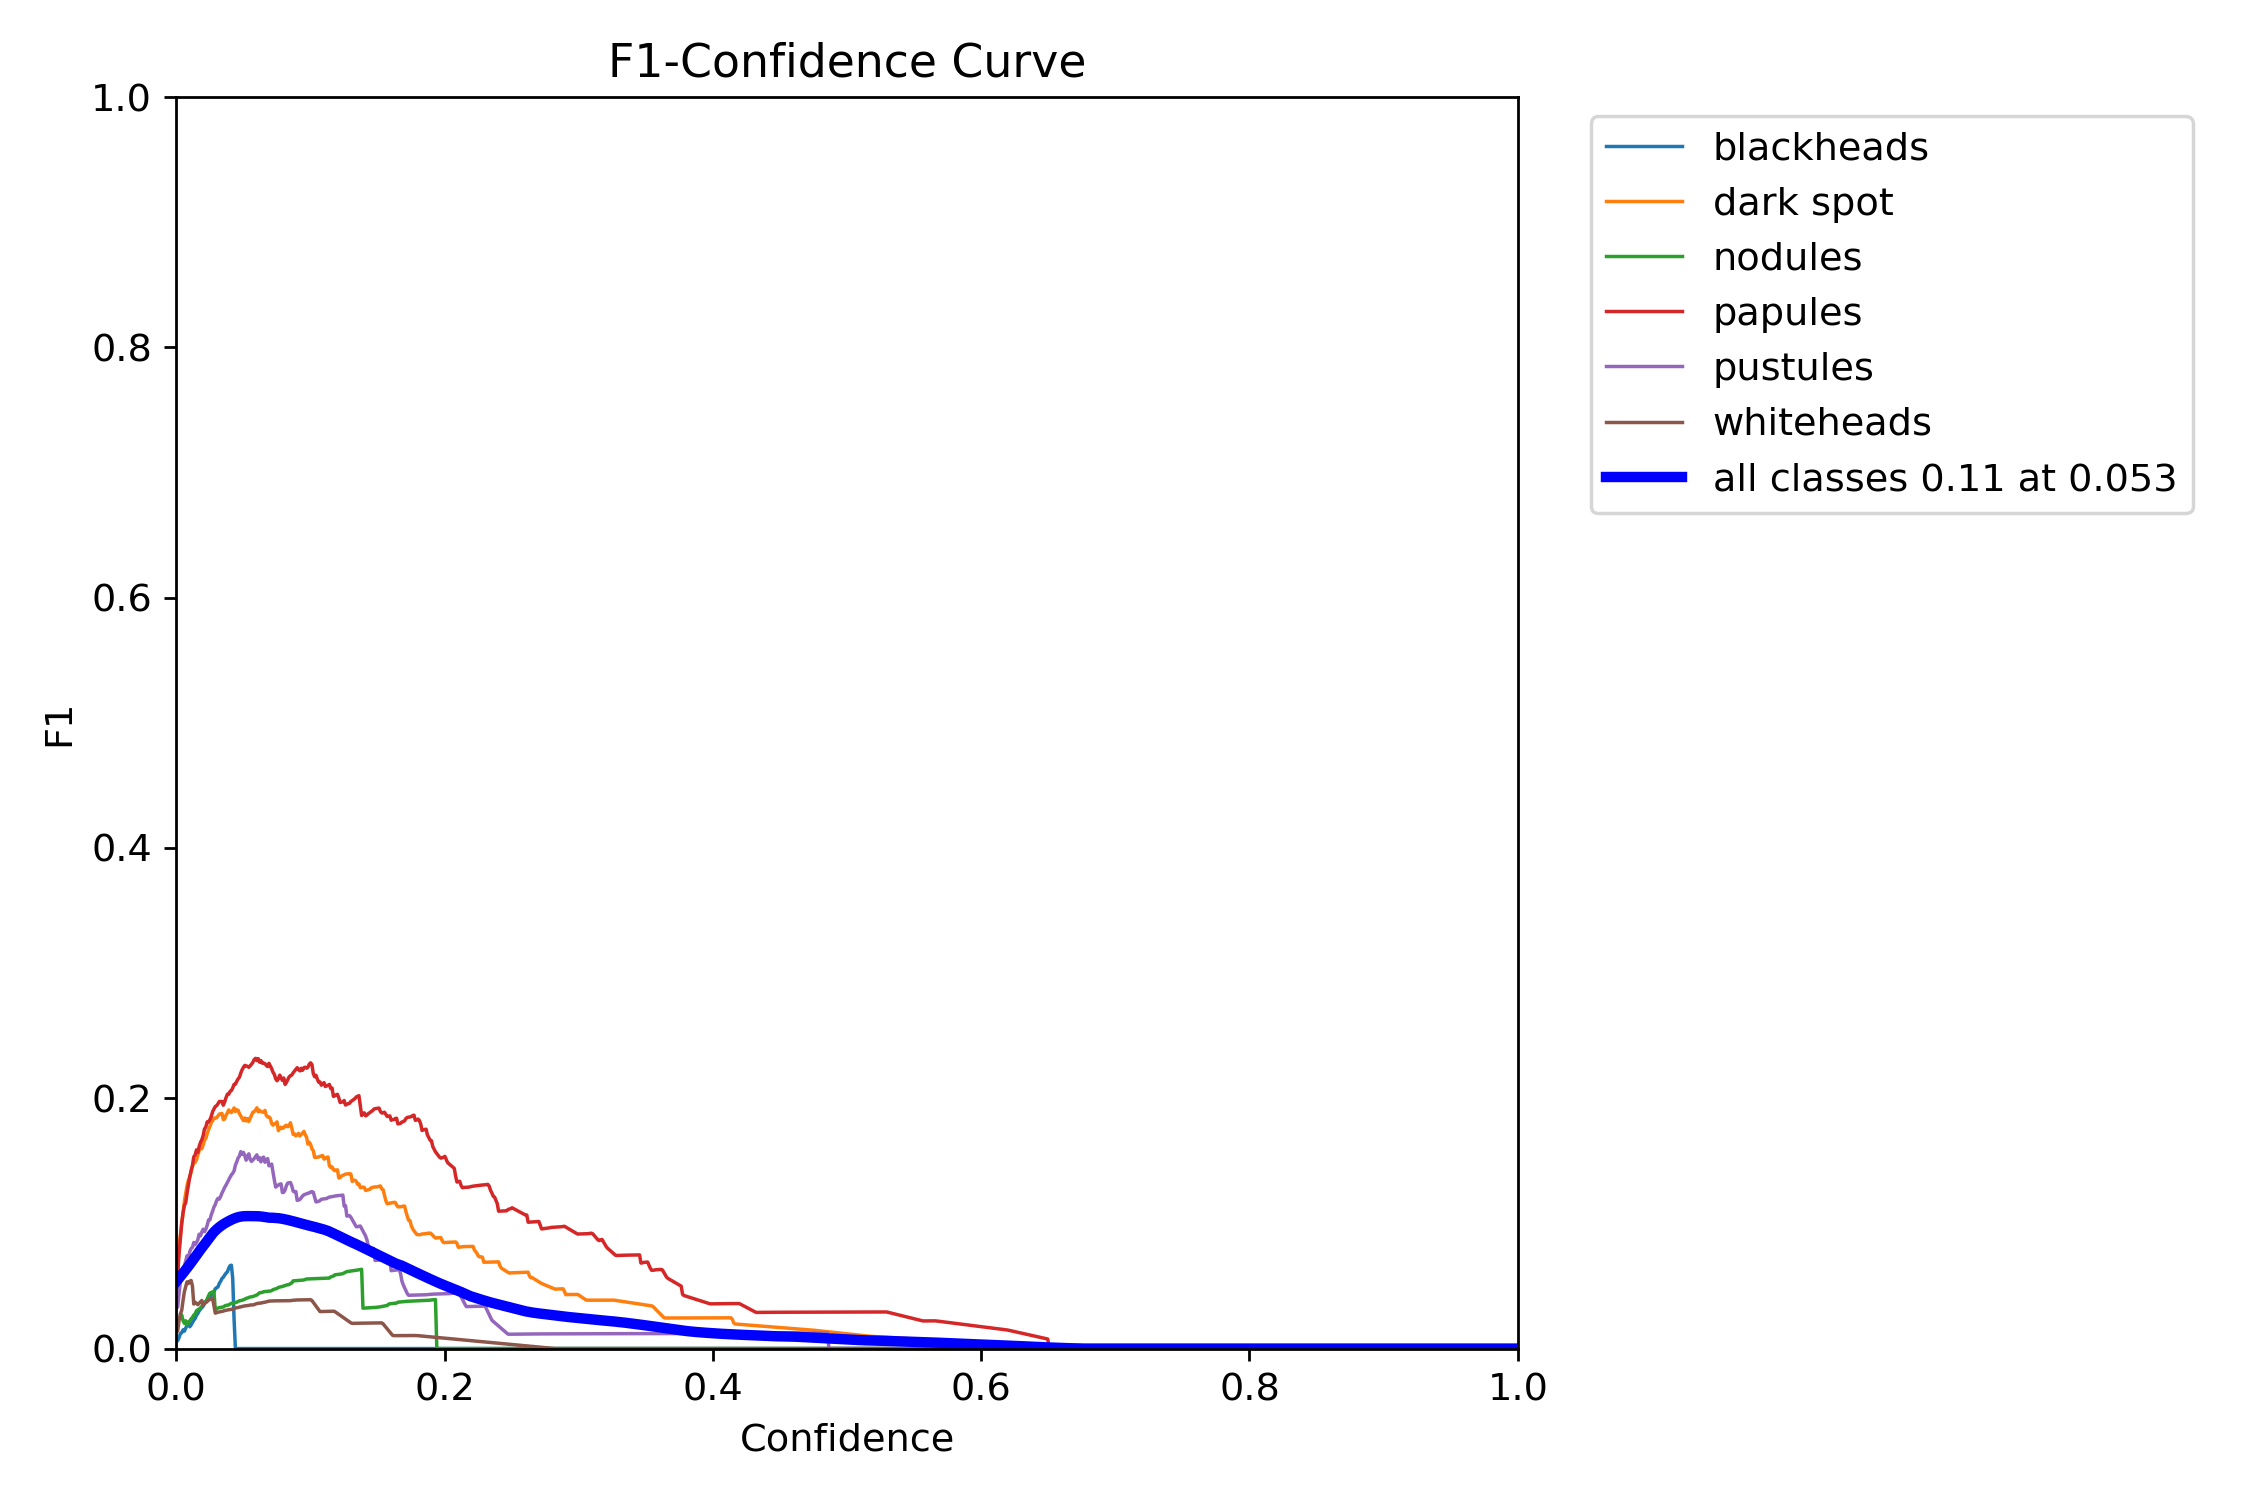 F1-Confidence Curve
1.0
0.8
0.6
0.4
0.2
0.0
F1
0.0 0.2 0.4 0.6 0.8 1.0
Confidence
blackheads
dark spot
nodules
papules
pustules
whiteheads
all classes 0.11 at 0.053